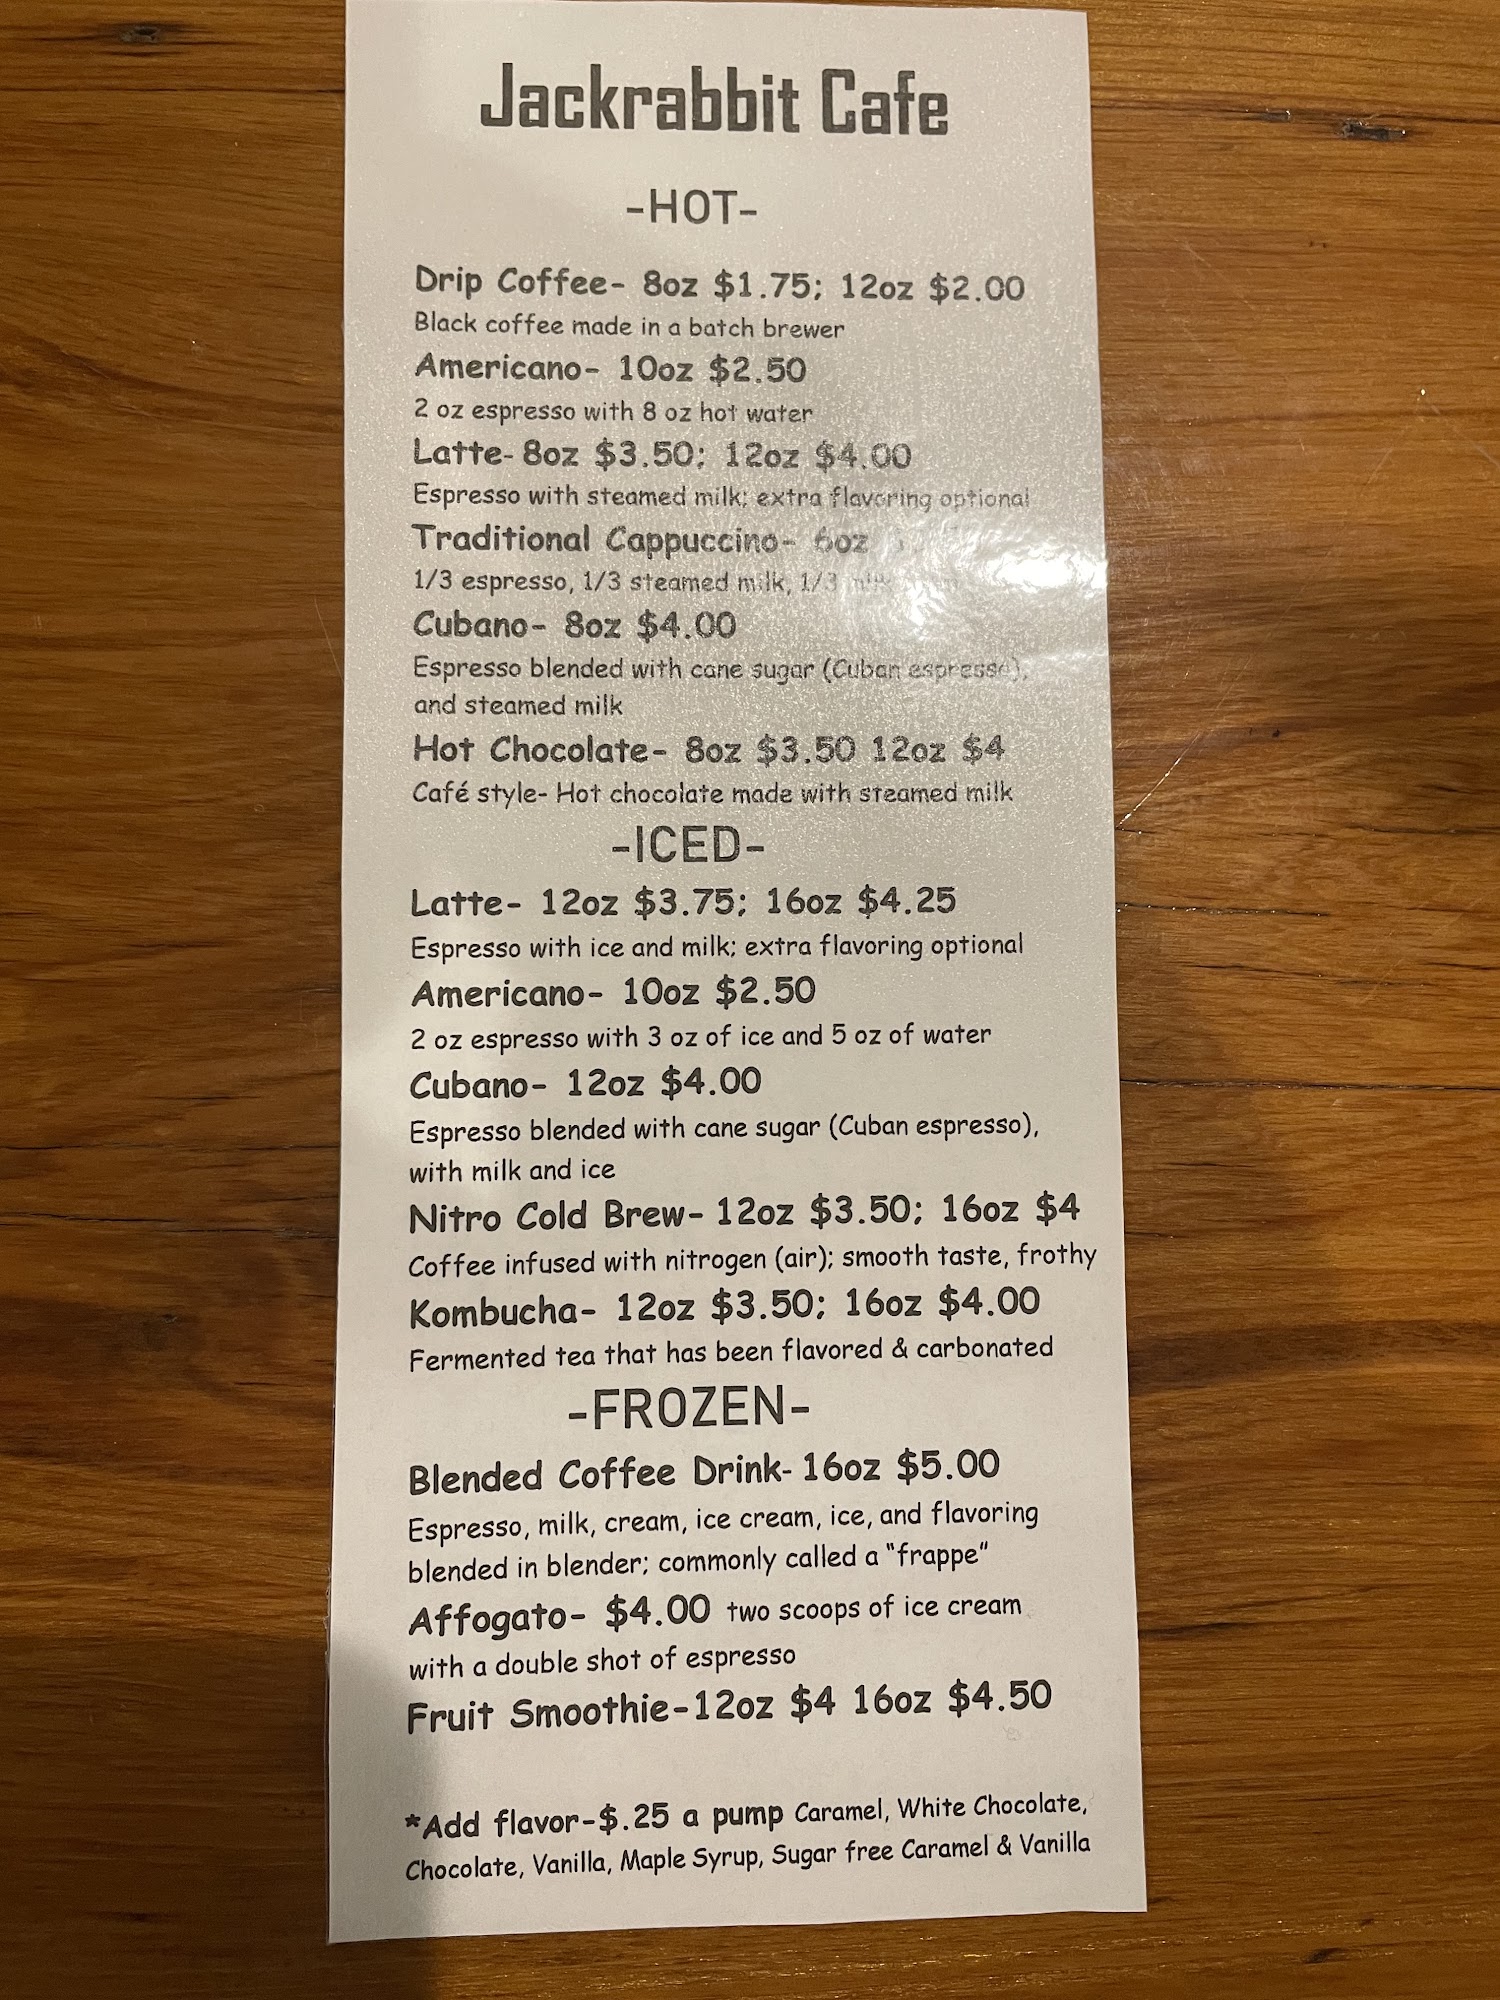 Jackrabbit Cafe
-HOT-
Drip Coffee- 8oz $1.75; 12oz $2.00
Black coffee made in a batch brewer
Americano- 10oz $2.50
2 oz espresso with 8 oz hot water
Latte- 8oz $3.50; 12oz $4.00
Espresso with steamed milk; extra flavoring optional
Traditional Cappuccino- 6oz
1/3 espresso, 1/3 steamed milk, 1/3
Cubano- 8oz $4.00
Espresso blended with cane sugar (Cuban espresso),
and steamed milk
Hot Chocolate- 8oz $3.50 12oz $4
Café style- Hot chocolate made with steamed milk
-ICED-
Latte- 12oz $3.75; 16oz $4.25
Espresso with ice and milk; extra flavoring optional
Americano- 10oz $2.50
2 oz espresso with 3 oz of ice and 5 oz of water
Cubano- 12oz $4.00
Espresso blended with cane sugar (Cuban espresso),
with milk and ice
Nitro Cold Brew- 12oz $3.50; 16oz $4
Coffee infused with nitrogen (air); smooth taste, frothy
Kombucha- 12oz $3.50; 16oz $4.00
Fermented tea that has been flavored & carbonated
-FROZEN-
Blended Coffee Drink- 16oz $5.00
Espresso, milk, cream, ice cream, ice, and flavoring
blended in blender; commonly called a "frappe"
Affogato- $4.00 two scoops of ice cream
with a double shot of espresso
Fruit Smoothie-12oz $4 16oz $4.50
*Add flavor-$.25 a pump Caramel, White Chocolate,
Chocolate, Vanilla, Maple Syrup, Sugar free Caramel & Vanilla